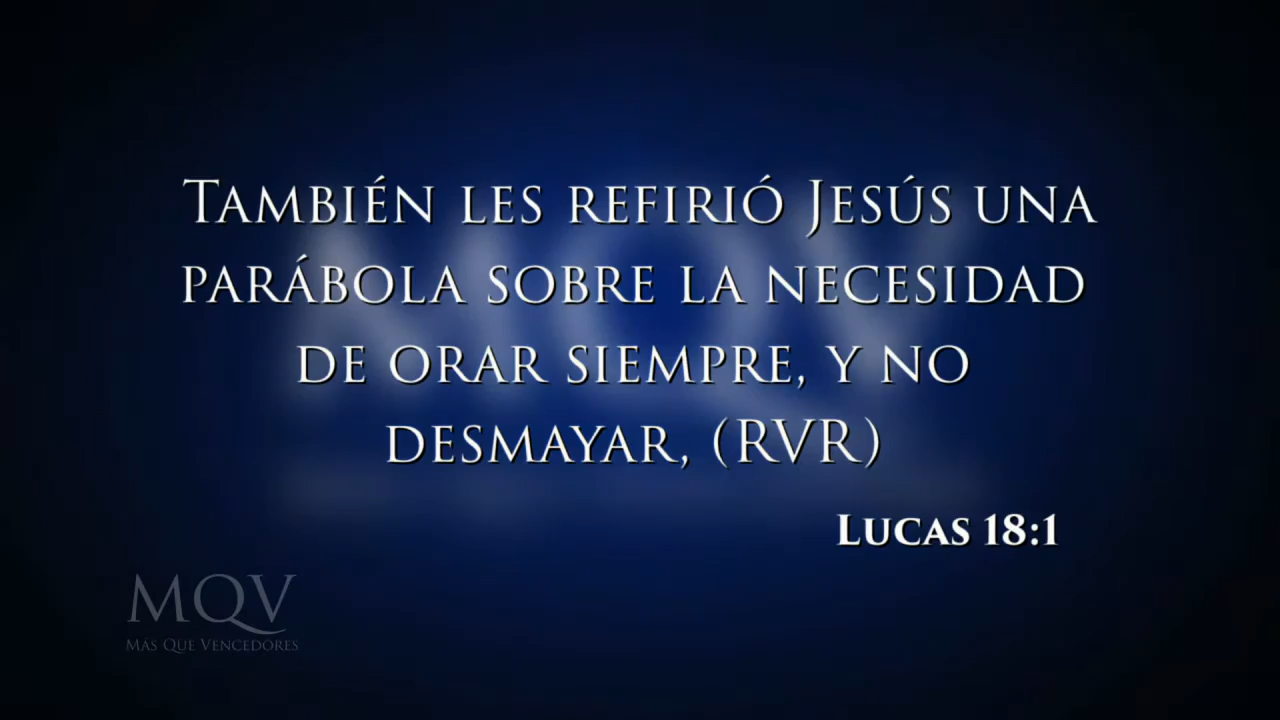 También les refirió Jesús una
parábola sobre la necesidad
de orar siempre, y no
desmayar, (RVR)
Lucas 18:1
MQV
Más Que Vencedores